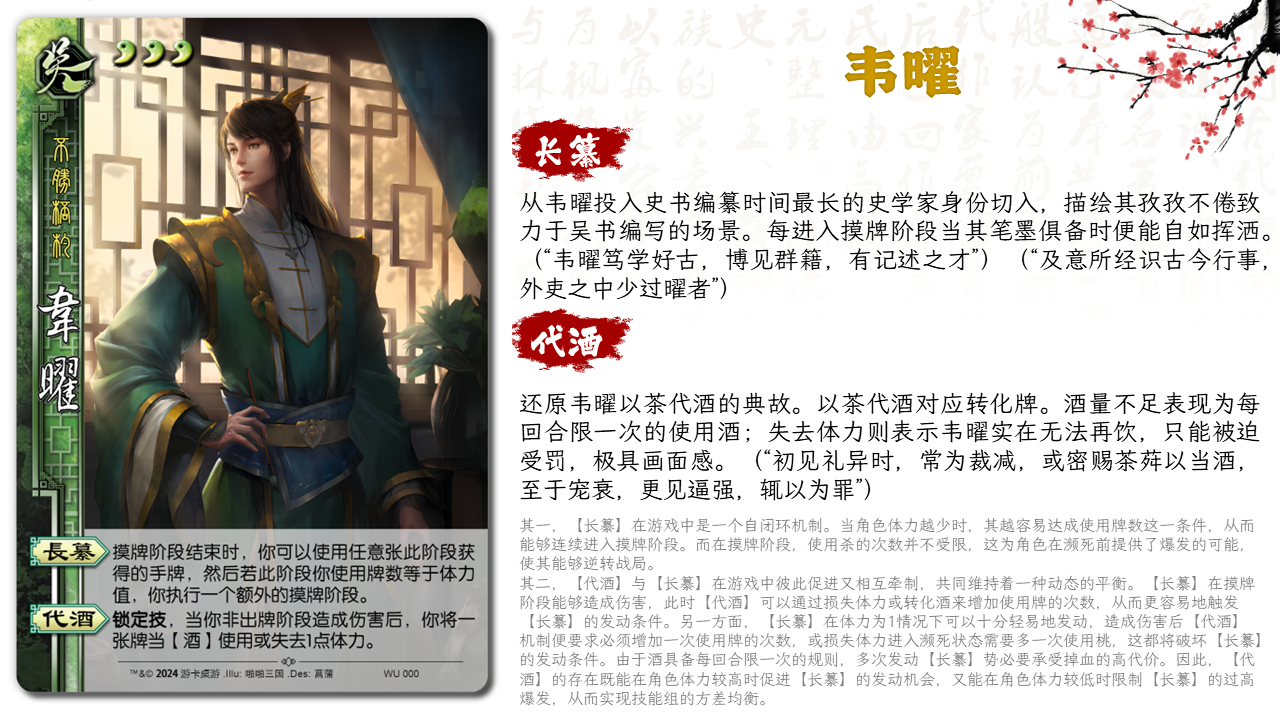 吴
不勝栖杓
韋曜
長纂
摸牌阶段结束时，你可以使用任意张此阶段获
得的手牌，然后若此阶段你使用牌数等于体力
值，你执行一个额外的摸牌阶段。
代酒
锁定技，当你非出牌阶段造成伤害后，你将一
张牌当【酒】使用或失去1点体力。
™&© 2024 游卡桌游 .Illu: 啪啪三国 .Des: 菖蒲
WU 000
韦曜
长纂
从韦曜投入史书编纂时间最长的史学家身份切入，描绘其孜孜不倦致
力于吴书编写的场景。每进入摸牌阶段当其笔墨俱备时便能自如挥洒。
（“韦曜笃学好古，博见群籍，有记述之才”）（“及意所经识古今行事，
外吏之中少过曜者”）
代酒
还原韦曜以茶代酒的典故。以茶代酒对应转化牌。酒量不足表现为每
回合限一次的使用酒；失去体力则表示韦曜实在无法再饮，只能被迫
受罚，极具画面感。（“初见礼异时，常为裁减，或密赐茶荈以当酒，
至于宠衰，更见逼强，辄以为罪”）
其一，【长纂】在游戏中是一个自闭环机制。当角色体力越少时，其越容易达成使用牌数这一条件，从而
能够连续进入摸牌阶段。而在摸牌阶段，使用杀的次数并不受限，这为角色在濒死前提供了爆发的可能，
使其能够逆转战局。
其二，【代酒】与【长纂】在游戏中彼此促进又相互牵制，共同维持着一种动态的平衡。【长纂】在摸牌
阶段能够造成伤害，此时【代酒】可以通过损失体力或转化酒来增加使用牌的次数，从而更容易地触发
【长纂】的发动条件。另一方面，【长纂】在体力为1情况下可以十分轻易地发动，造成伤害后【代酒】
机制便要求必须增加一次使用牌的次数，或损失体力进入濒死状态需要多一次使用桃，这都将破坏【长纂】
的发动条件。由于酒具备每回合限一次的规则，多次发动【长纂】势必要承受掉血的高代价。因此，【代
酒】的存在既能在角色体力较高时促进【长纂】的发动机会，又能在角色体力较低时限制【长纂】的过高
爆发，从而实现技能组的方差均衡。